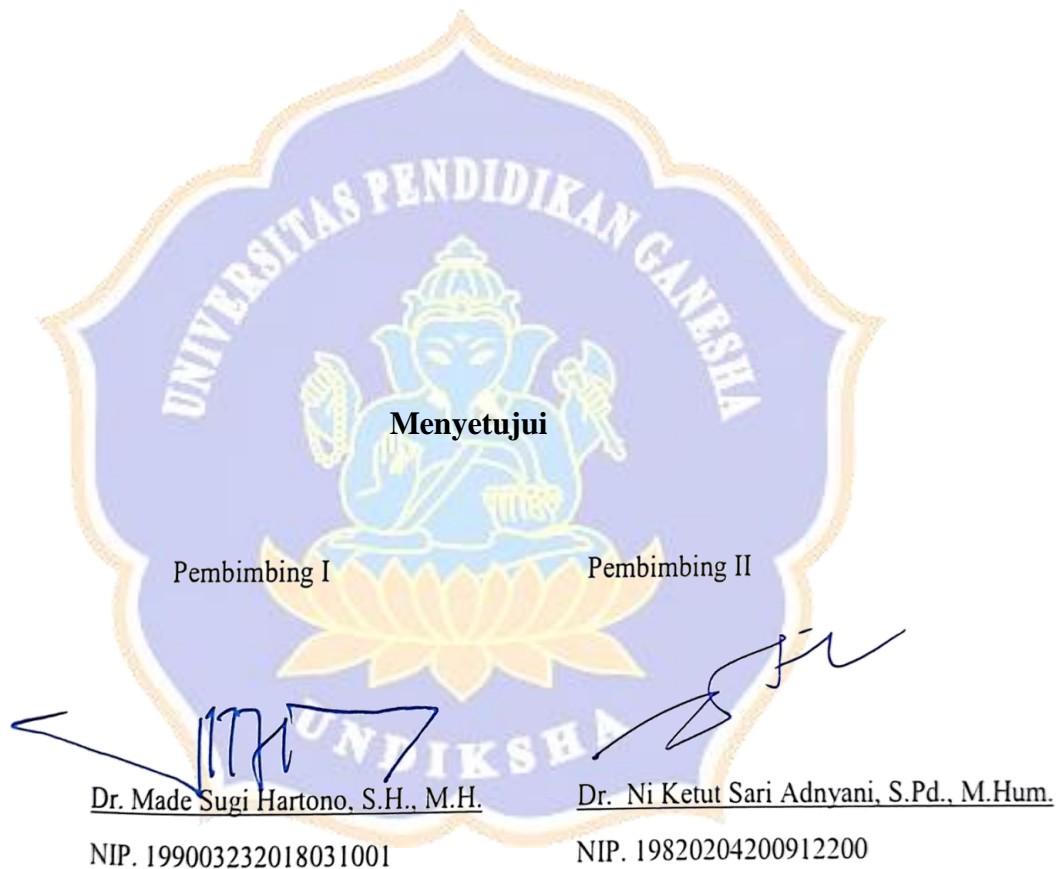 UNIVERSITAS PENDIDIKAN GANESHA
Menyetujui
Pembimbing I
Pembimbing II
UNDIKSHA
Dr. Made Sugi Hartono, S.H., M.H.
Dr. Ni Ketut Sari Adnyani, S.Pd., M.Hum.
NIP. 199003232018031001
NIP. 19820204200912200